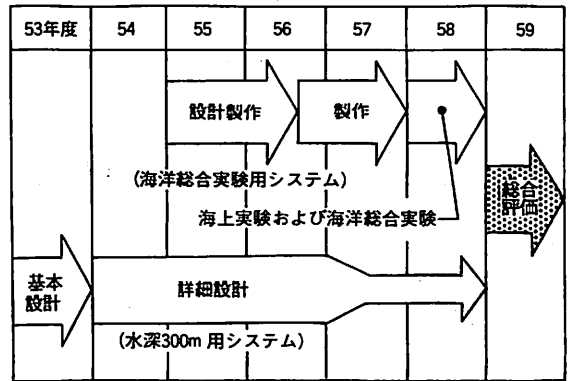 53年度 54 55 56 57 58 59
設計製作 製作
(海洋総合実験用システム)
海上実験および海洋総合実験
総合
評価
基本
設計
詳細設計
(水深300m 用システム)